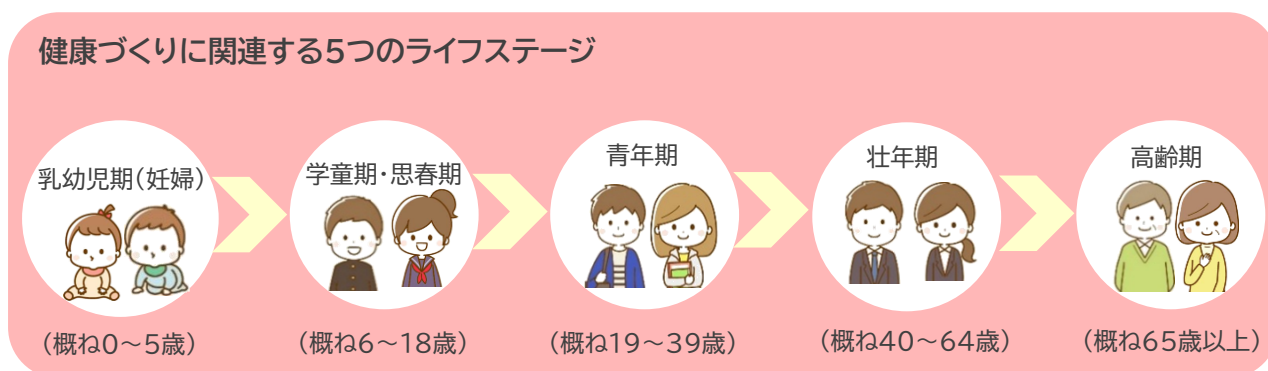 健康づくりに関連する5つのライフステージ
乳幼児期(妊婦)
学童期・思春期
青年期
壮年期
高齢期
(概ね0～5歳)
(概ね6～18歳)
(概ね19～39歳)
(概ね40～64歳)
(概ね65歳以上)